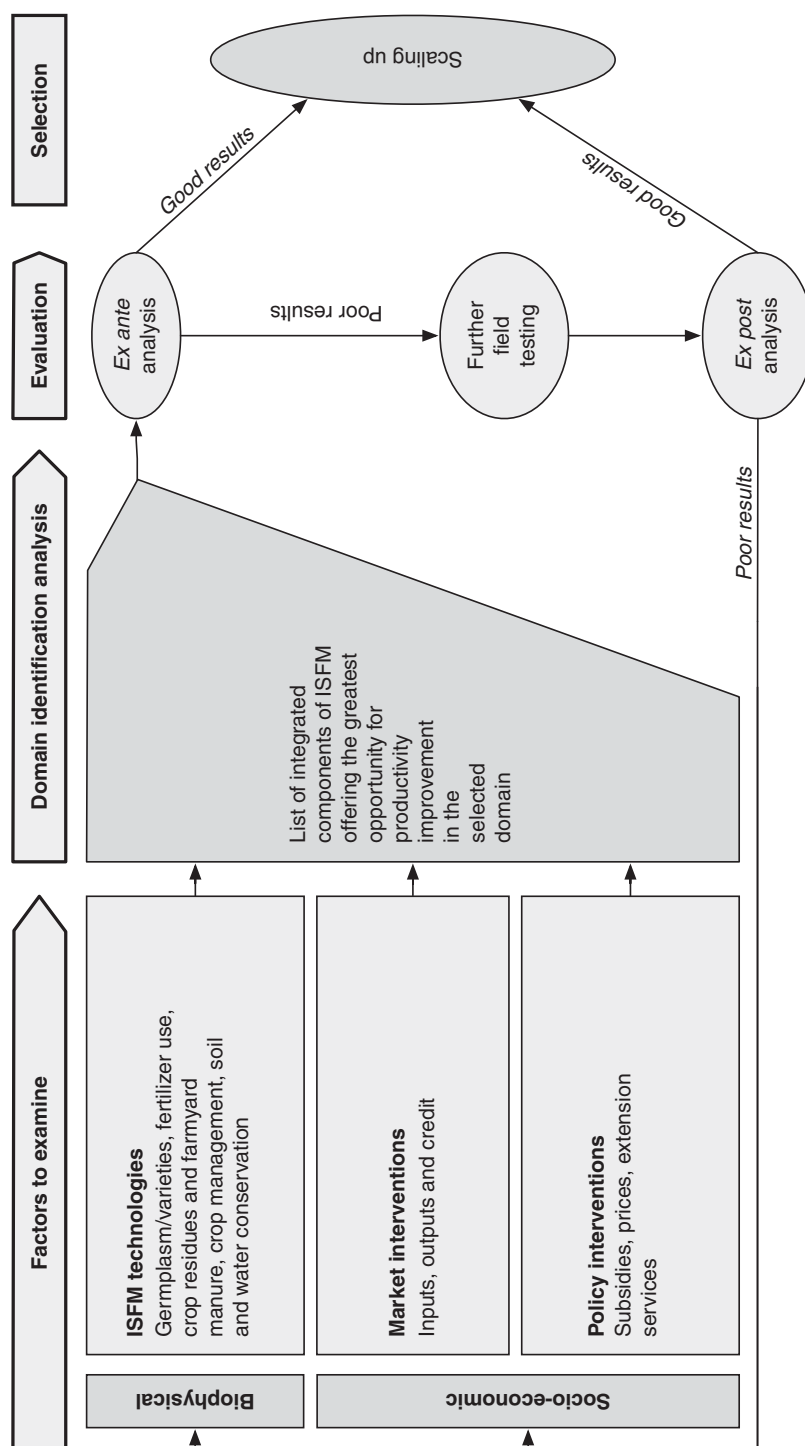 Factors to examine
Domain identification analysis
Evaluation
Selection
Biophysical
ISFM technologies
Germplasm/varieties, fertilizer use,
crop residues and farmyard
manure, crop management, soil
and water conservation
Socio-economic
Market interventions
Inputs, outputs and credit
Policy interventions
Subsidies, prices, extension
services
List of integrated
components of ISFM
offering the greatest
opportunity for
productivity
improvement
in the
selected
domain
Ex ante
analysis
Good results
Poor results
Further
field
testing
Ex post
analysis
Good results
Poor results
Scaling up